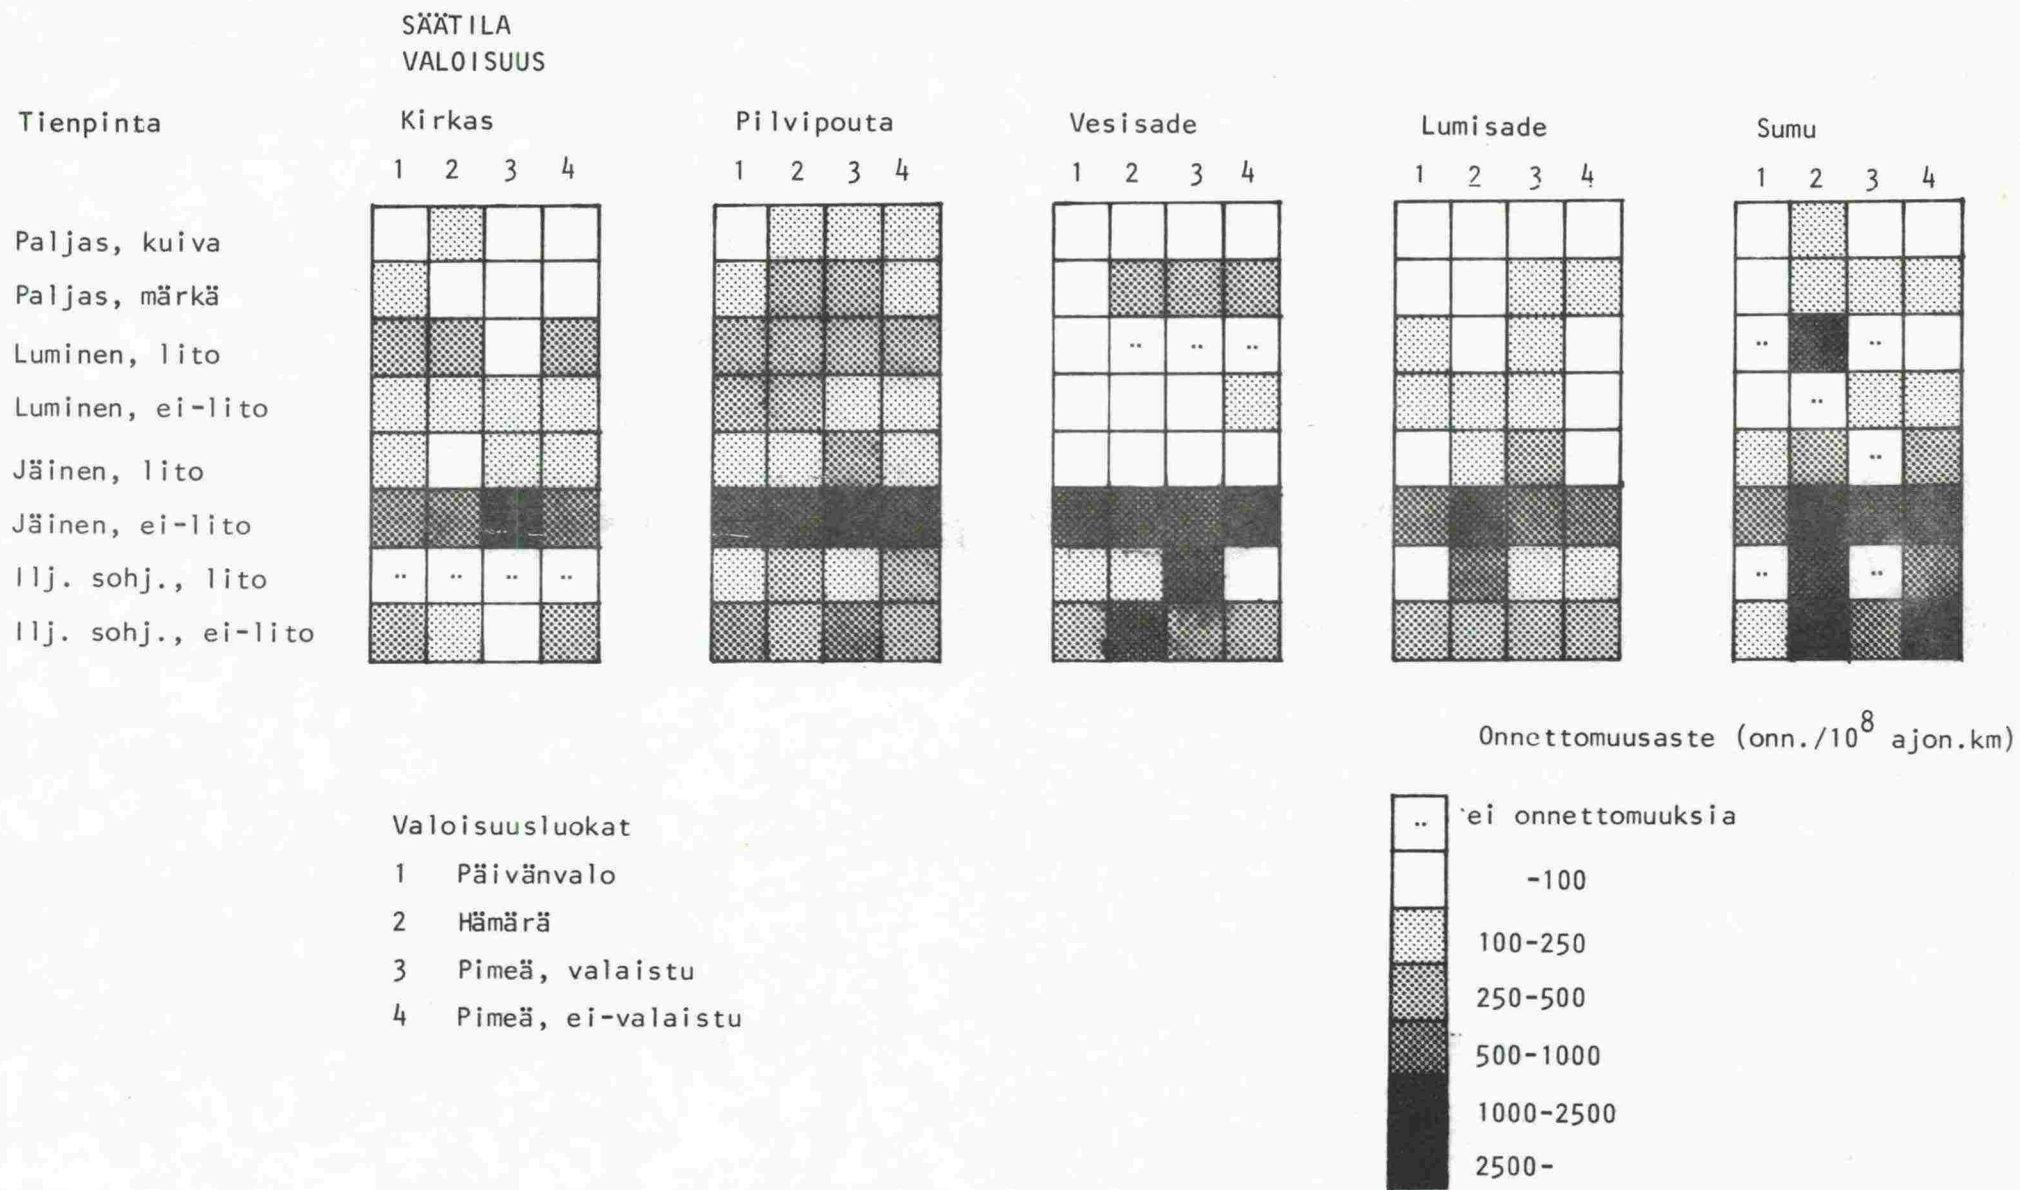 SÄÄTILA
VALOISUUS
Tienpinta Kirkas Pilvipouta Vesisade Lumisade Sumu
1 2 3 4 1 2 3 4 1 2 3 4 1 2 3 4 1 2 3 4
Paljas, kuiva
Paljas, märkä
Luminen, lito .. .. .. .. ..
Luminen, ei-lito ..
Jäinen, lito ..
Jäinen, ei-lito
Ilj. sohj., lito .. .. .. .. .. ..
Ilj. sohj., ei-lito
Onnettomuusaste (onn./10⁸ ajon.km)
.. ei onnettomuuksia
-100
100-250
250-500
500-1000
1000-2500
2500-
Valoisuusluokat
1 Päivänvalo
2 Hämärä
3 Pimeä, valaistu
4 Pimeä, ei-valaistu